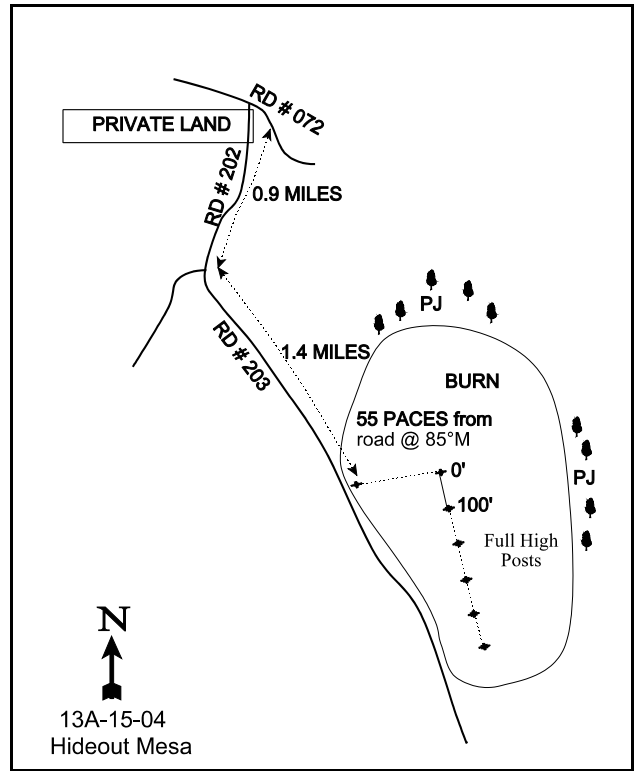 RD # 072
PRIVATE LAND
RD # 202
0.9 MILES
PJ
1.4 MILES
RD # 203
BURN
55 PACES from
road @ 85°M
0'
PJ
100'
Full High
Posts
N
13A-15-04
Hideout Mesa